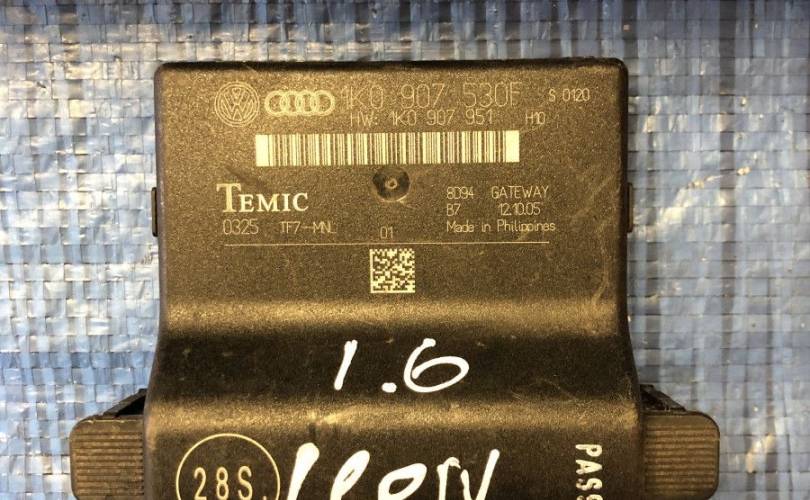 1K0 907 530F S 0120
HW: 1K0 907 951 H10
TEMIC 8D94 GATEWAY
B7 12.10.05
0325 TF7-MNL 01 Made in Philippines
1.6
28S.
PASS